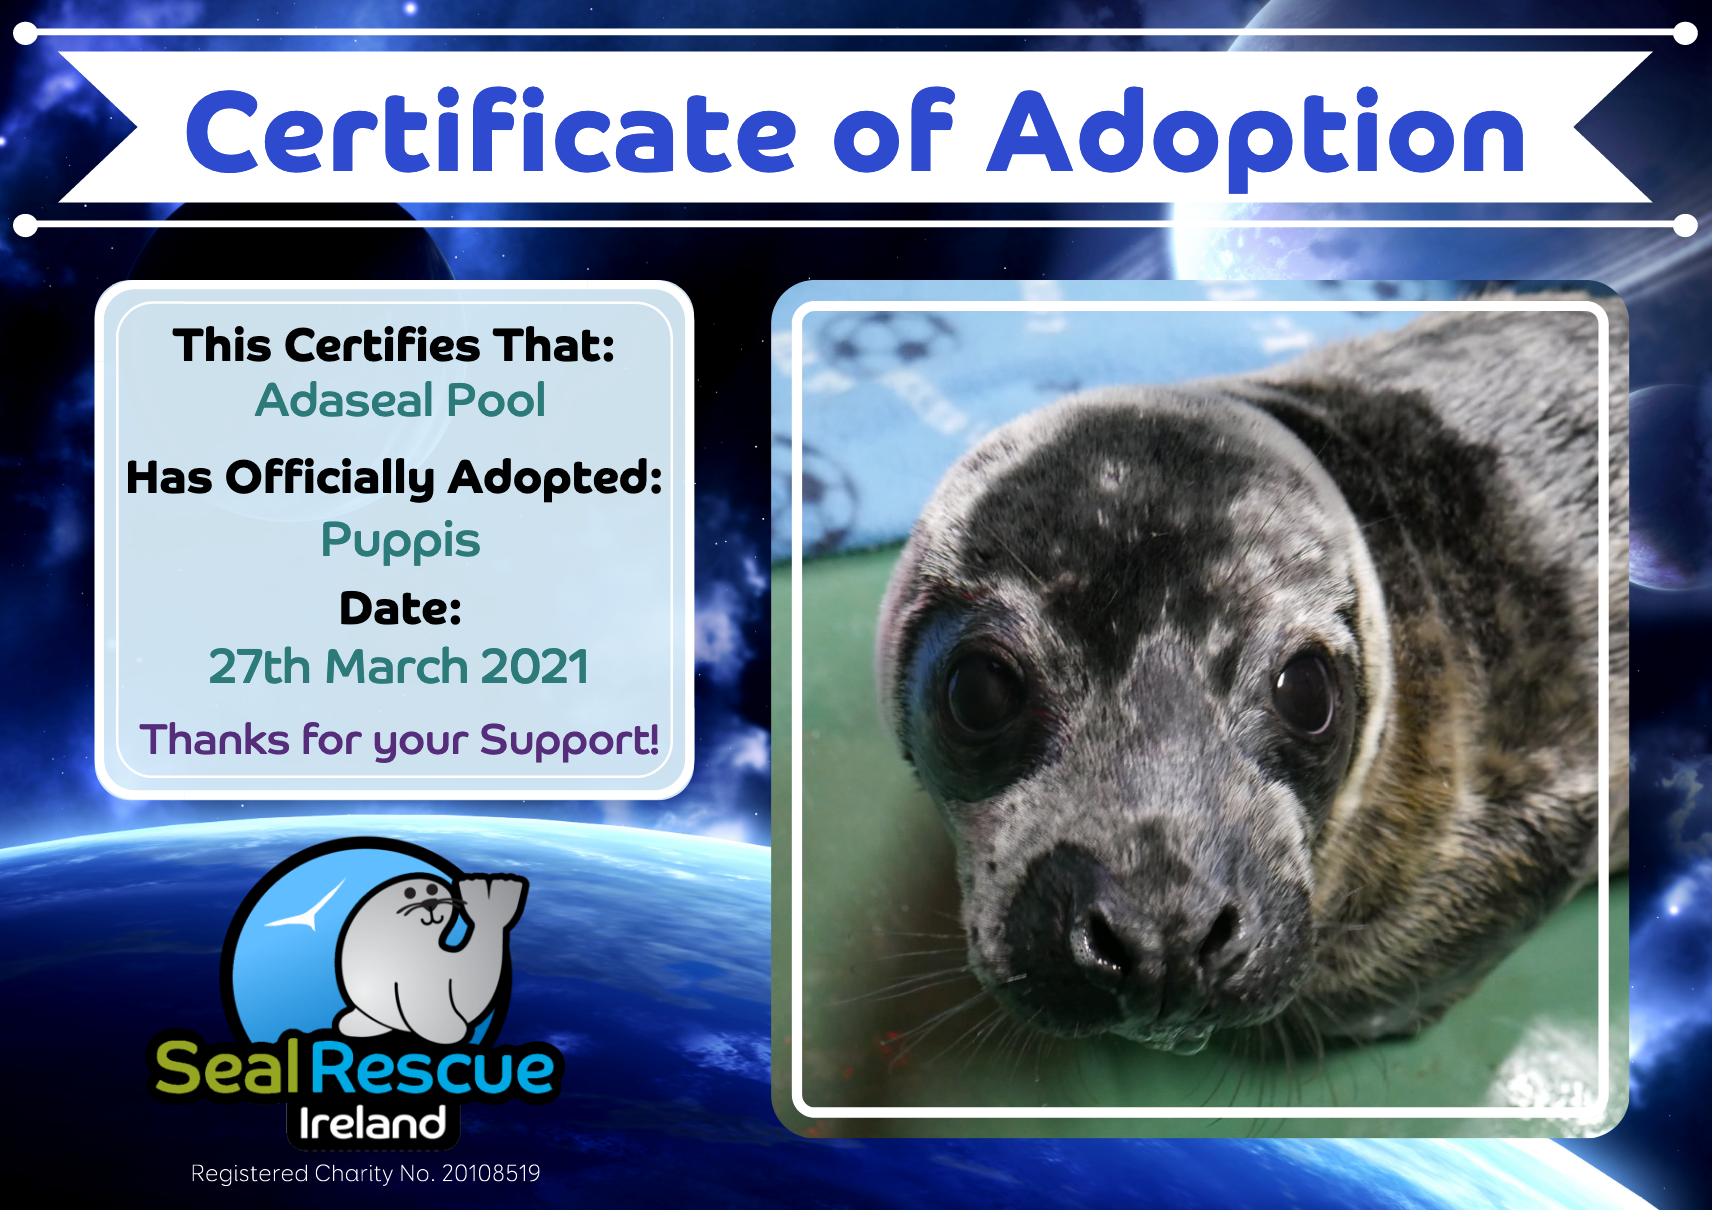 Certificate of Adoption
This Certifies That:
Adaseal Pool
Has Officially Adopted:
Puppis
Date:
27th March 2021
Thanks for your Support!
Seal Rescue
Ireland
Registered Charity No. 20108519